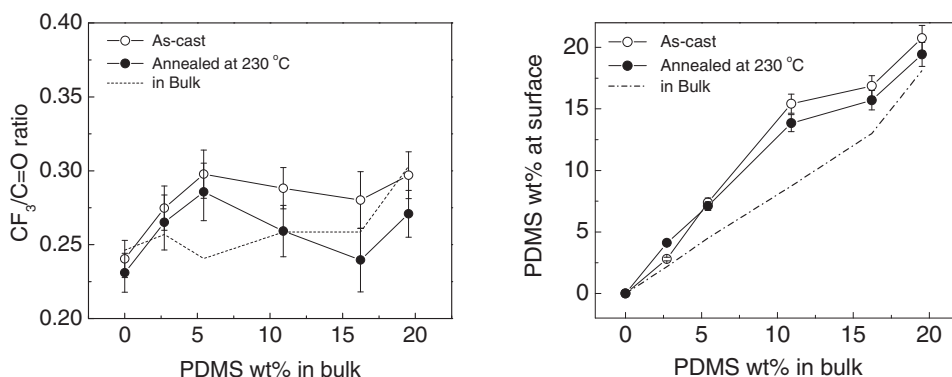 0.40
0.35
0.30
0.25
0.20
CF₃/C=O ratio
As-cast
Annealed at 230 °C
in Bulk
0 5 10 15 20
PDMS wt% in bulk
20
15
10
5
0
PDMS wt% at surface
As-cast
Annealed at 230 °C
in Bulk
0 5 10 15 20
PDMS wt% in bulk